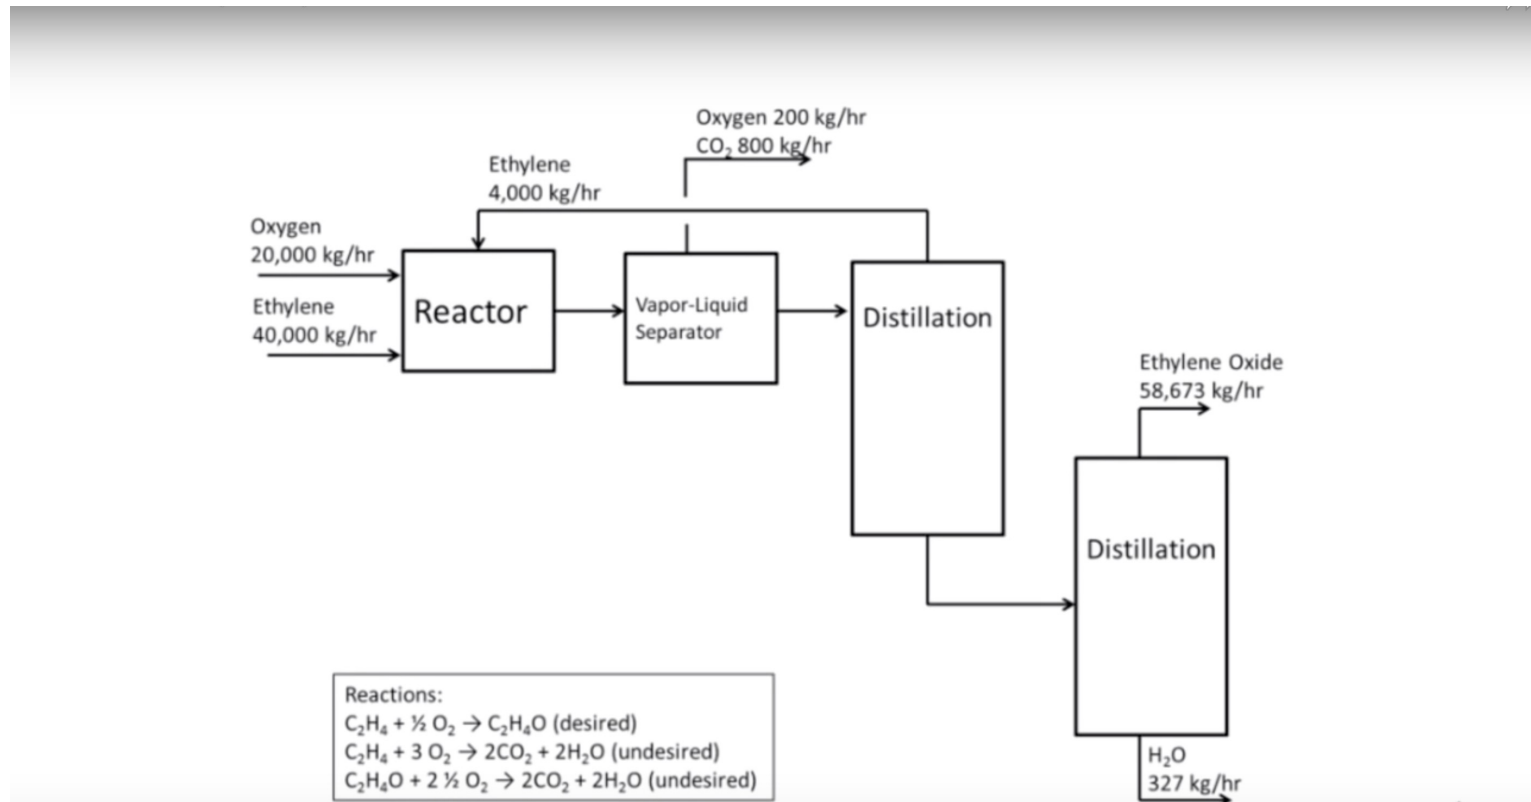 Oxygen 200 kg/hr
CO₂ 800 kg/hr
Ethylene
4,000 kg/hr
Oxygen
20,000 kg/hr
Ethylene
40,000 kg/hr
Reactor
Vapor-Liquid
Separator
Distillation
Ethylene Oxide
58,673 kg/hr
Distillation
H₂O
327 kg/hr
Reactions:
C₂H₄ + ½ O₂ → C₂H₄O (desired)
C₂H₄ + 3 O₂ → 2CO₂ + 2H₂O (undesired)
C₂H₄O + 2 ½ O₂ → 2CO₂ + 2H₂O (undesired)